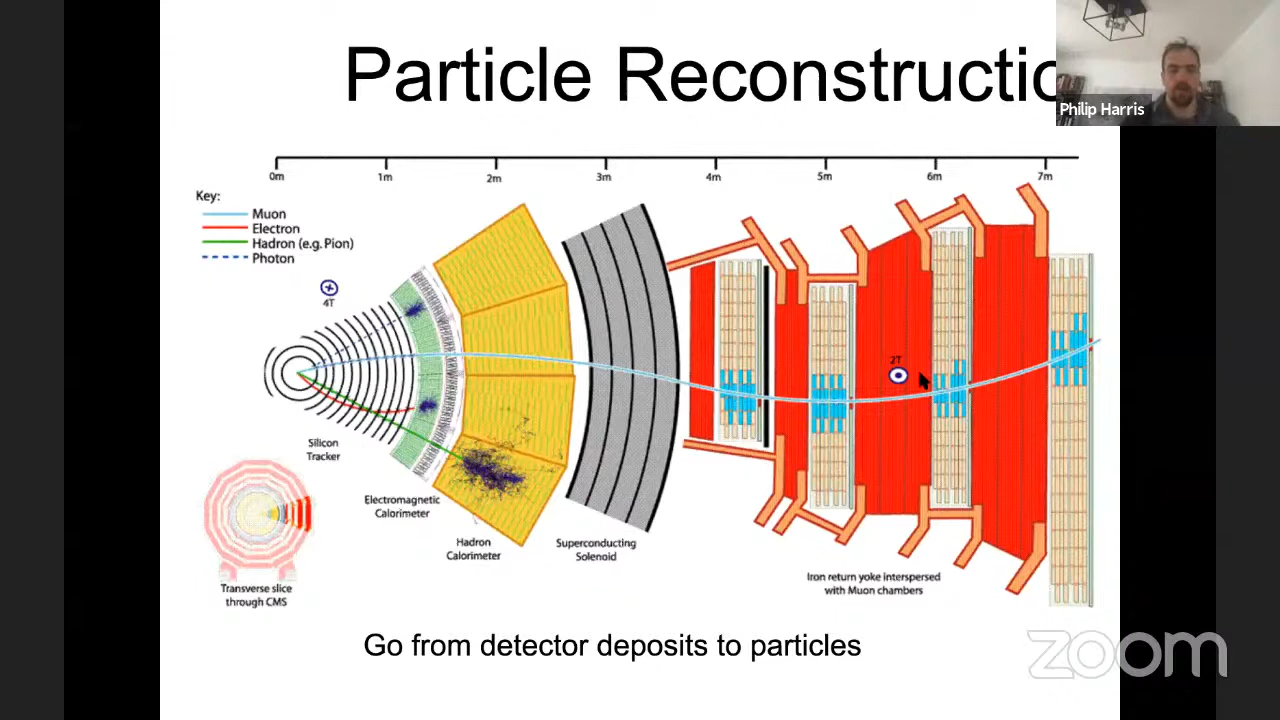 Particle Reconstructio
Philip Harris
0m 1m 2m 3m 4m 5m 6m 7m
Key:
Muon
Electron
Hadron (e.g. Pion)
Photon
4T
2T
Silicon
Tracker
Electromagnetic
Calorimeter
Hadron
Calorimeter
Superconducting
Solenoid
Iron return yoke interspersed
with Muon chambers
Transverse slice
through CMS
Go from detector deposits to particles
zoom